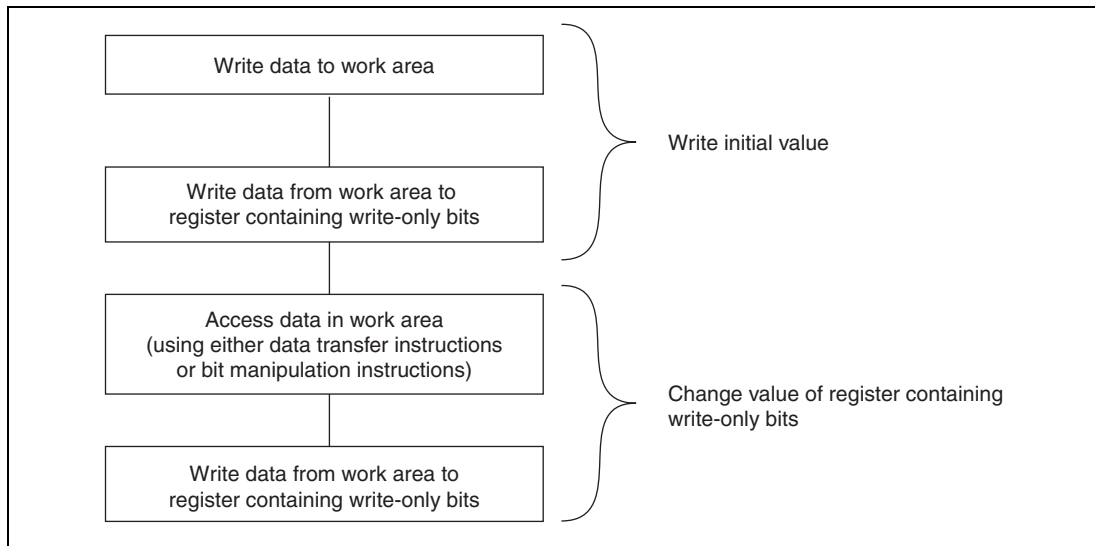 Write data to work area
Write initial value
Write data from work area to
register containing write-only bits
Access data in work area
(using either data transfer instructions
or bit manipulation instructions)
Change value of register containing
write-only bits
Write data from work area to
register containing write-only bits